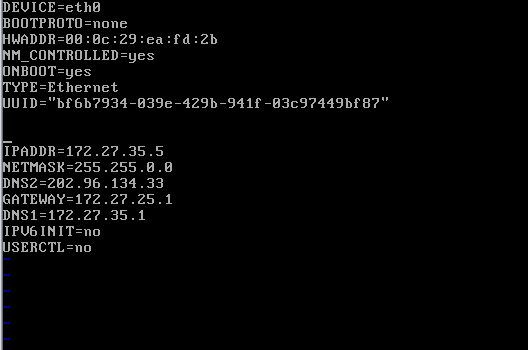 DEVICE=eth0
BOOTPROTO=none
HWADDR=00:0c:29:ea:fd:2b
NM_CONTROLLED=yes
ONBOOT=yes
TYPE=Ethernet
UUID="bf6b7934-039e-429b-941f-03c97449bf87"
IPADDR=172.27.35.5
NETMASK=255.255.0.0
DNS2=202.96.134.33
GATEWAY=172.27.25.1
DNS1=172.27.35.1
IPV6INIT=no
USERCTL=no
~
~
~
~
~
~